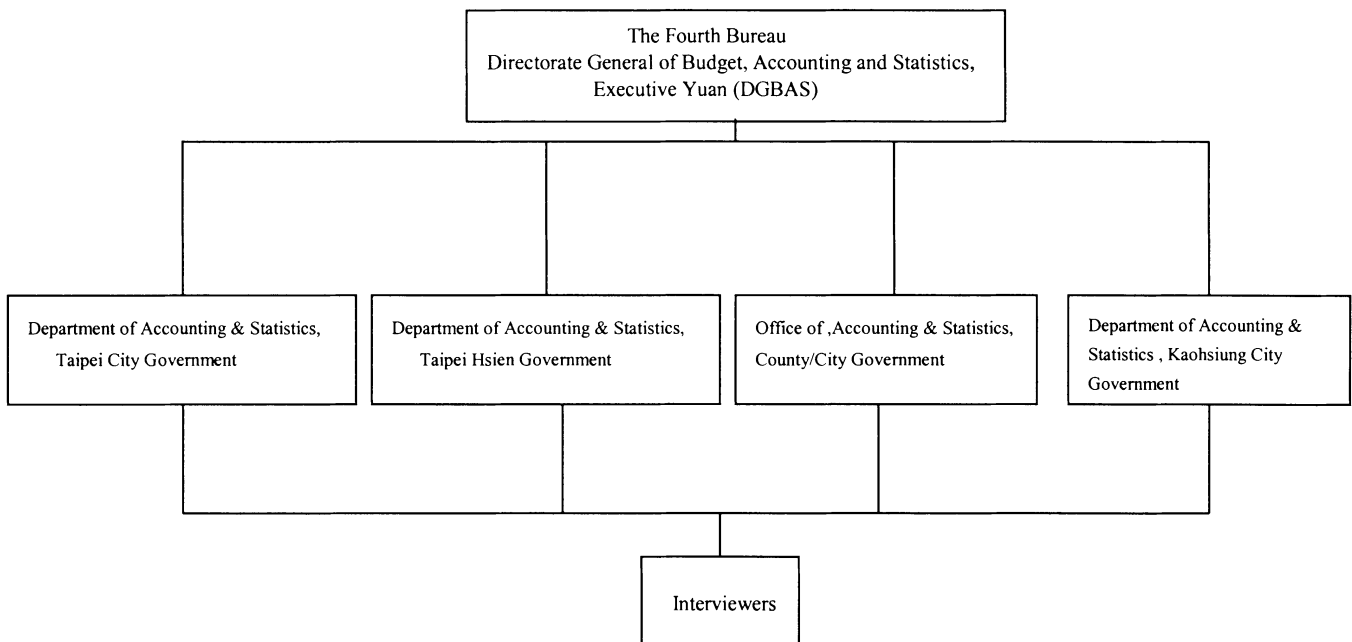 The Fourth Bureau
Directorate General of Budget, Accounting and Statistics,
Executive Yuan (DGBAS)
Department of Accounting & Statistics,
Taipei City Government
Department of Accounting & Statistics,
Taipei Hsien Government
Office of ,Accounting & Statistics,
County/City Government
Department of Accounting &
Statistics , Kaohsiung City
Government
Interviewers